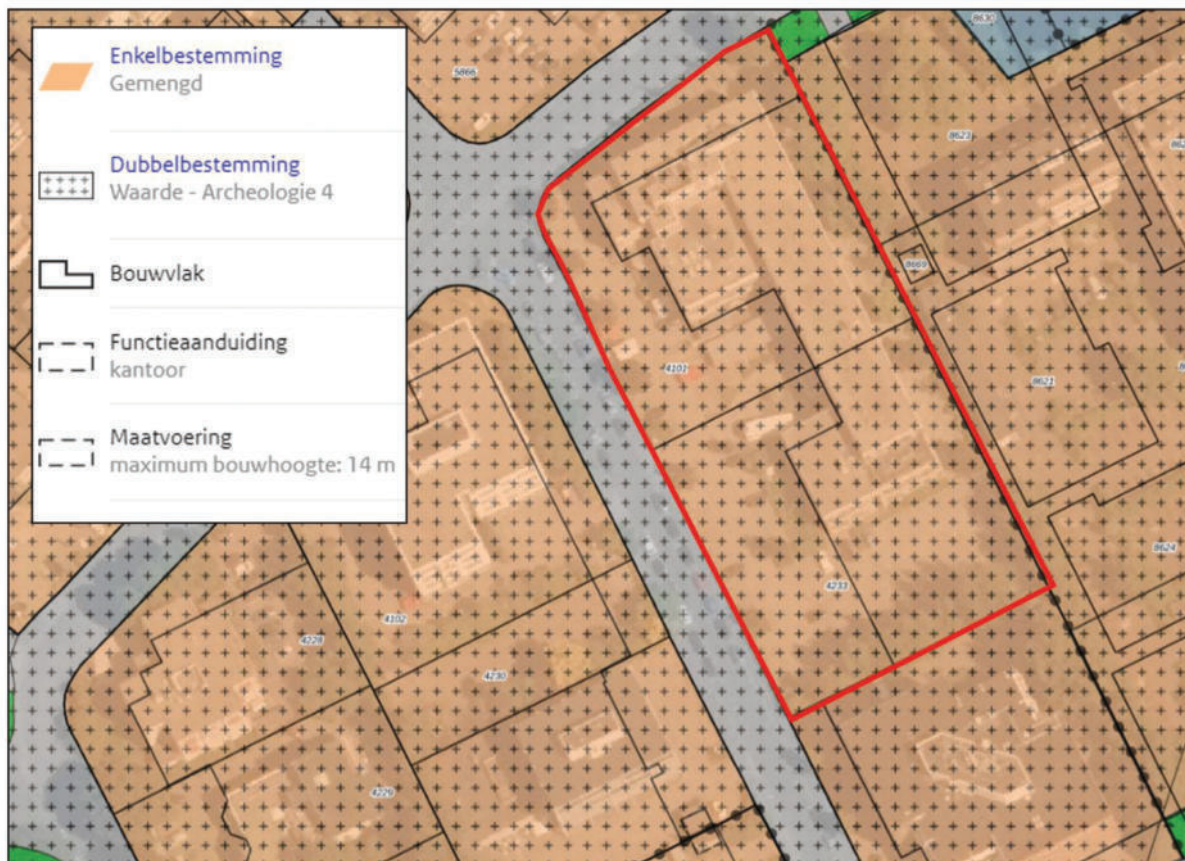 Enkelbestemming
Gemengd
Dubbelbestemming
Waarde - Archeologie 4
Bouwvlak
Functieaanduiding
kantoor
Maatvoering
maximum bouwhoogte: 14 m
8630
5866
8623
8669
4101
8621
8624
4233
4102
4228
4230
4229